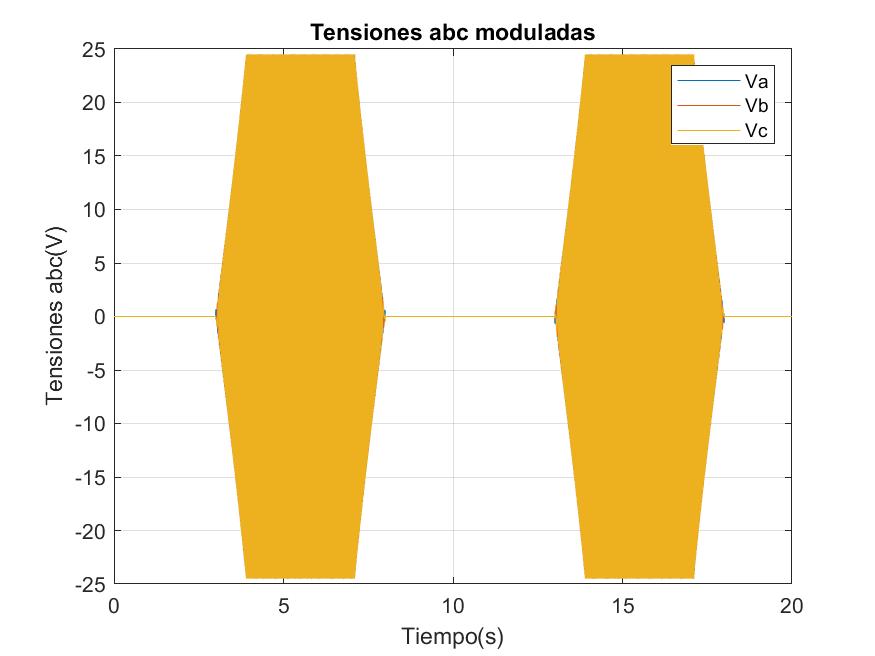 Tensiones abc moduladas
Tensiones abc(V)
25
20
15
10
5
0
-5
-10
-15
-20
-25
Va
Vb
Vc
0 5 10 15 20
Tiempo(s)